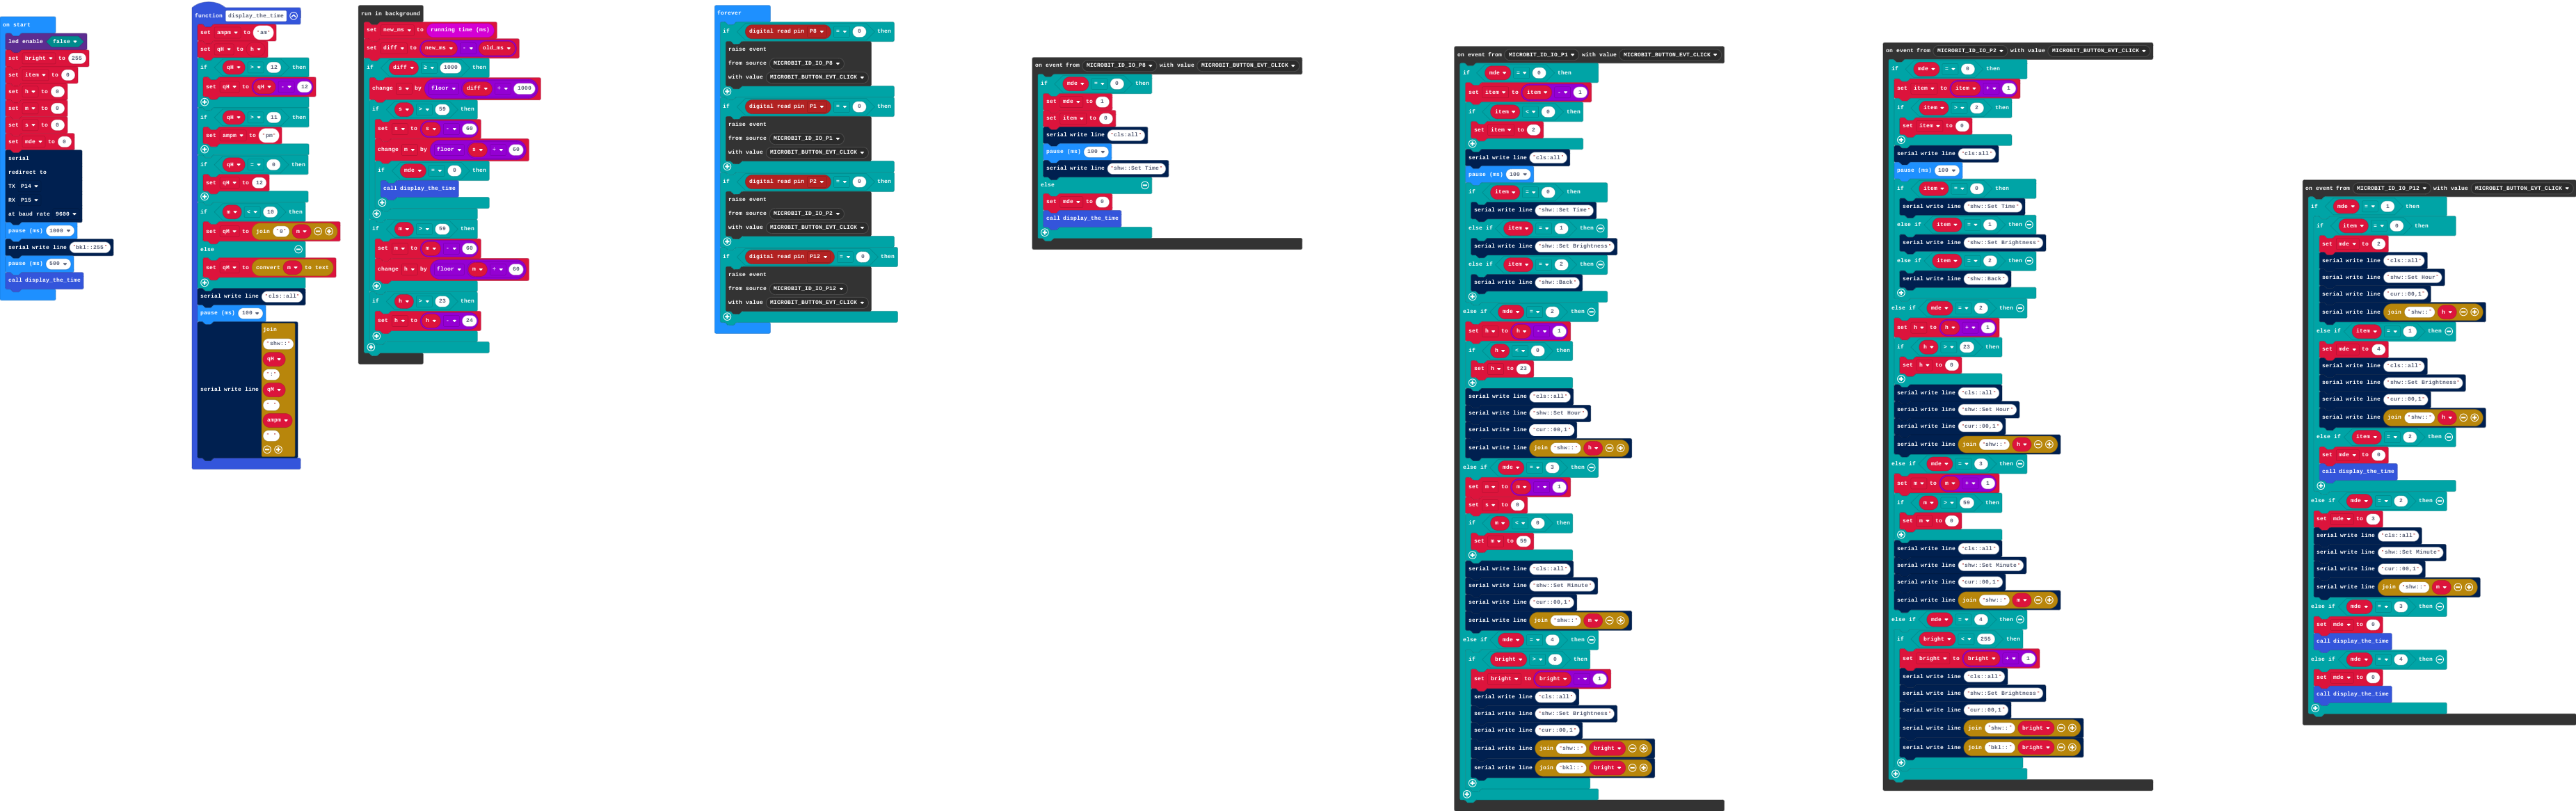 on start
led enable false
set bright to 255
set item to 0
set h to 0
set m to 0
set s to 0
set mde to 0
serial
redirect to
TX P14
RX P15
at baud rate 9600
pause (ms) 1000
serial write line "bkl::255"
pause (ms) 500
call display_the_time
function display_the_time
set ampm to "am"
set qH to h
if qH > 12 then
set qH to qH - 12
if qH > 11 then
set ampm to "pm"
if qH = 0 then
set qH to 12
if m < 10 then
set qM to join "0" m
else
set qM to convert m to text
serial write line "cls::all"
pause (ms) 100
serial write line
join
"shw::"
qH
":"
qM
" "
ampm
" "
run in background
set new_ms to running time (ms)
set diff to new_ms - old_ms
if diff ≥ 1000 then
change s by floor diff ÷ 1000
if s > 59 then
set s to s - 60
change m by floor s ÷ 60
if mde = 0 then
call display_the_time
if m > 59 then
set m to m - 60
change h by floor m ÷ 60
if h > 23 then
set h to h - 24
forever
if digital read pin P8 = 0 then
raise event
from source MICROBIT_ID_IO_P8
with value MICROBIT_BUTTON_EVT_CLICK
if digital read pin P1 = 0 then
raise event
from source MICROBIT_ID_IO_P1
with value MICROBIT_BUTTON_EVT_CLICK
if digital read pin P2 = 0 then
raise event
from source MICROBIT_ID_IO_P2
with value MICROBIT_BUTTON_EVT_CLICK
if digital read pin P12 = 0 then
raise event
from source MICROBIT_ID_IO_P12
with value MICROBIT_BUTTON_EVT_CLICK
on event from MICROBIT_ID_IO_P8 with value MICROBIT_BUTTON_EVT_CLICK
if mde = 0 then
set mde to 1
set item to 0
serial write line "cls:all"
pause (ms) 100
serial write line "shw::Set Time"
else
set mde to 0
call display_the_time
on event from MICROBIT_ID_IO_P1 with value MICROBIT_BUTTON_EVT_CLICK
if mde = 0 then
set item to item - 1
if item < 0 then
set item to 2
serial write line "cls:all"
pause (ms) 100
if item = 0 then
serial write line "shw::Set Time"
else if item = 1 then
serial write line "shw::Set Brightness"
else if item = 2 then
serial write line "shw::Back"
else if mde = 2 then
set h to h - 1
if h < 0 then
set h to 23
serial write line "cls::all"
serial write line "shw::Set Hour"
serial write line "cur::00,1"
serial write line join "shw::" h
else if mde = 3 then
set m to m - 1
set s to 0
if m < 0 then
set m to 59
serial write line "cls::all"
serial write line "shw::Set Minute"
serial write line "cur::00,1"
serial write line join "shw::" m
else if mde = 4 then
if bright > 0 then
set bright to bright - 1
serial write line "cls::all"
serial write line "shw::Set Brightness"
serial write line "cur::00,1"
serial write line join "shw::" bright
serial write line join "bkl::" bright
on event from MICROBIT_ID_IO_P2 with value MICROBIT_BUTTON_EVT_CLICK
if mde = 0 then
set item to item + 1
if item > 2 then
set item to 0
serial write line "cls:all"
pause (ms) 100
if item = 0 then
serial write line "shw::Set Time"
else if item = 1 then
serial write line "shw::Set Brightness"
else if item = 2 then
serial write line "shw::Back"
else if mde = 2 then
set h to h + 1
if h > 23 then
set h to 0
serial write line "cls::all"
serial write line "shw::Set Hour"
serial write line "cur::00,1"
serial write line join "shw::" h
else if mde = 3 then
set m to m + 1
if m > 59 then
set m to 0
serial write line "cls::all"
serial write line "shw::Set Minute"
serial write line "cur::00,1"
serial write line join "shw::" m
else if mde = 4 then
if bright < 255 then
set bright to bright + 1
serial write line "cls::all"
serial write line "shw::Set Brightness"
serial write line "cur::00,1"
serial write line join "shw::" bright
serial write line join "bkl::" bright
on event from MICROBIT_ID_IO_P12 with value MICROBIT_BUTTON_EVT_CLICK
if mde = 1 then
if item = 0 then
set mde to 2
serial write line "cls::all"
serial write line "shw::Set Hour"
serial write line "cur::00,1"
serial write line join "shw::" h
else if item = 1 then
set mde to 4
serial write line "cls::all"
serial write line "shw::Set Brightness"
serial write line "cur::00,1"
serial write line join "shw::" h
else if item = 2 then
set mde to 0
call display_the_time
else if mde = 2 then
set mde to 3
serial write line "cls::all"
serial write line "shw::Set Minute"
serial write line "cur::00,1"
serial write line join "shw::" m
else if mde = 3 then
set mde to 0
call display_the_time
else if mde = 4 then
set mde to 0
call display_the_time